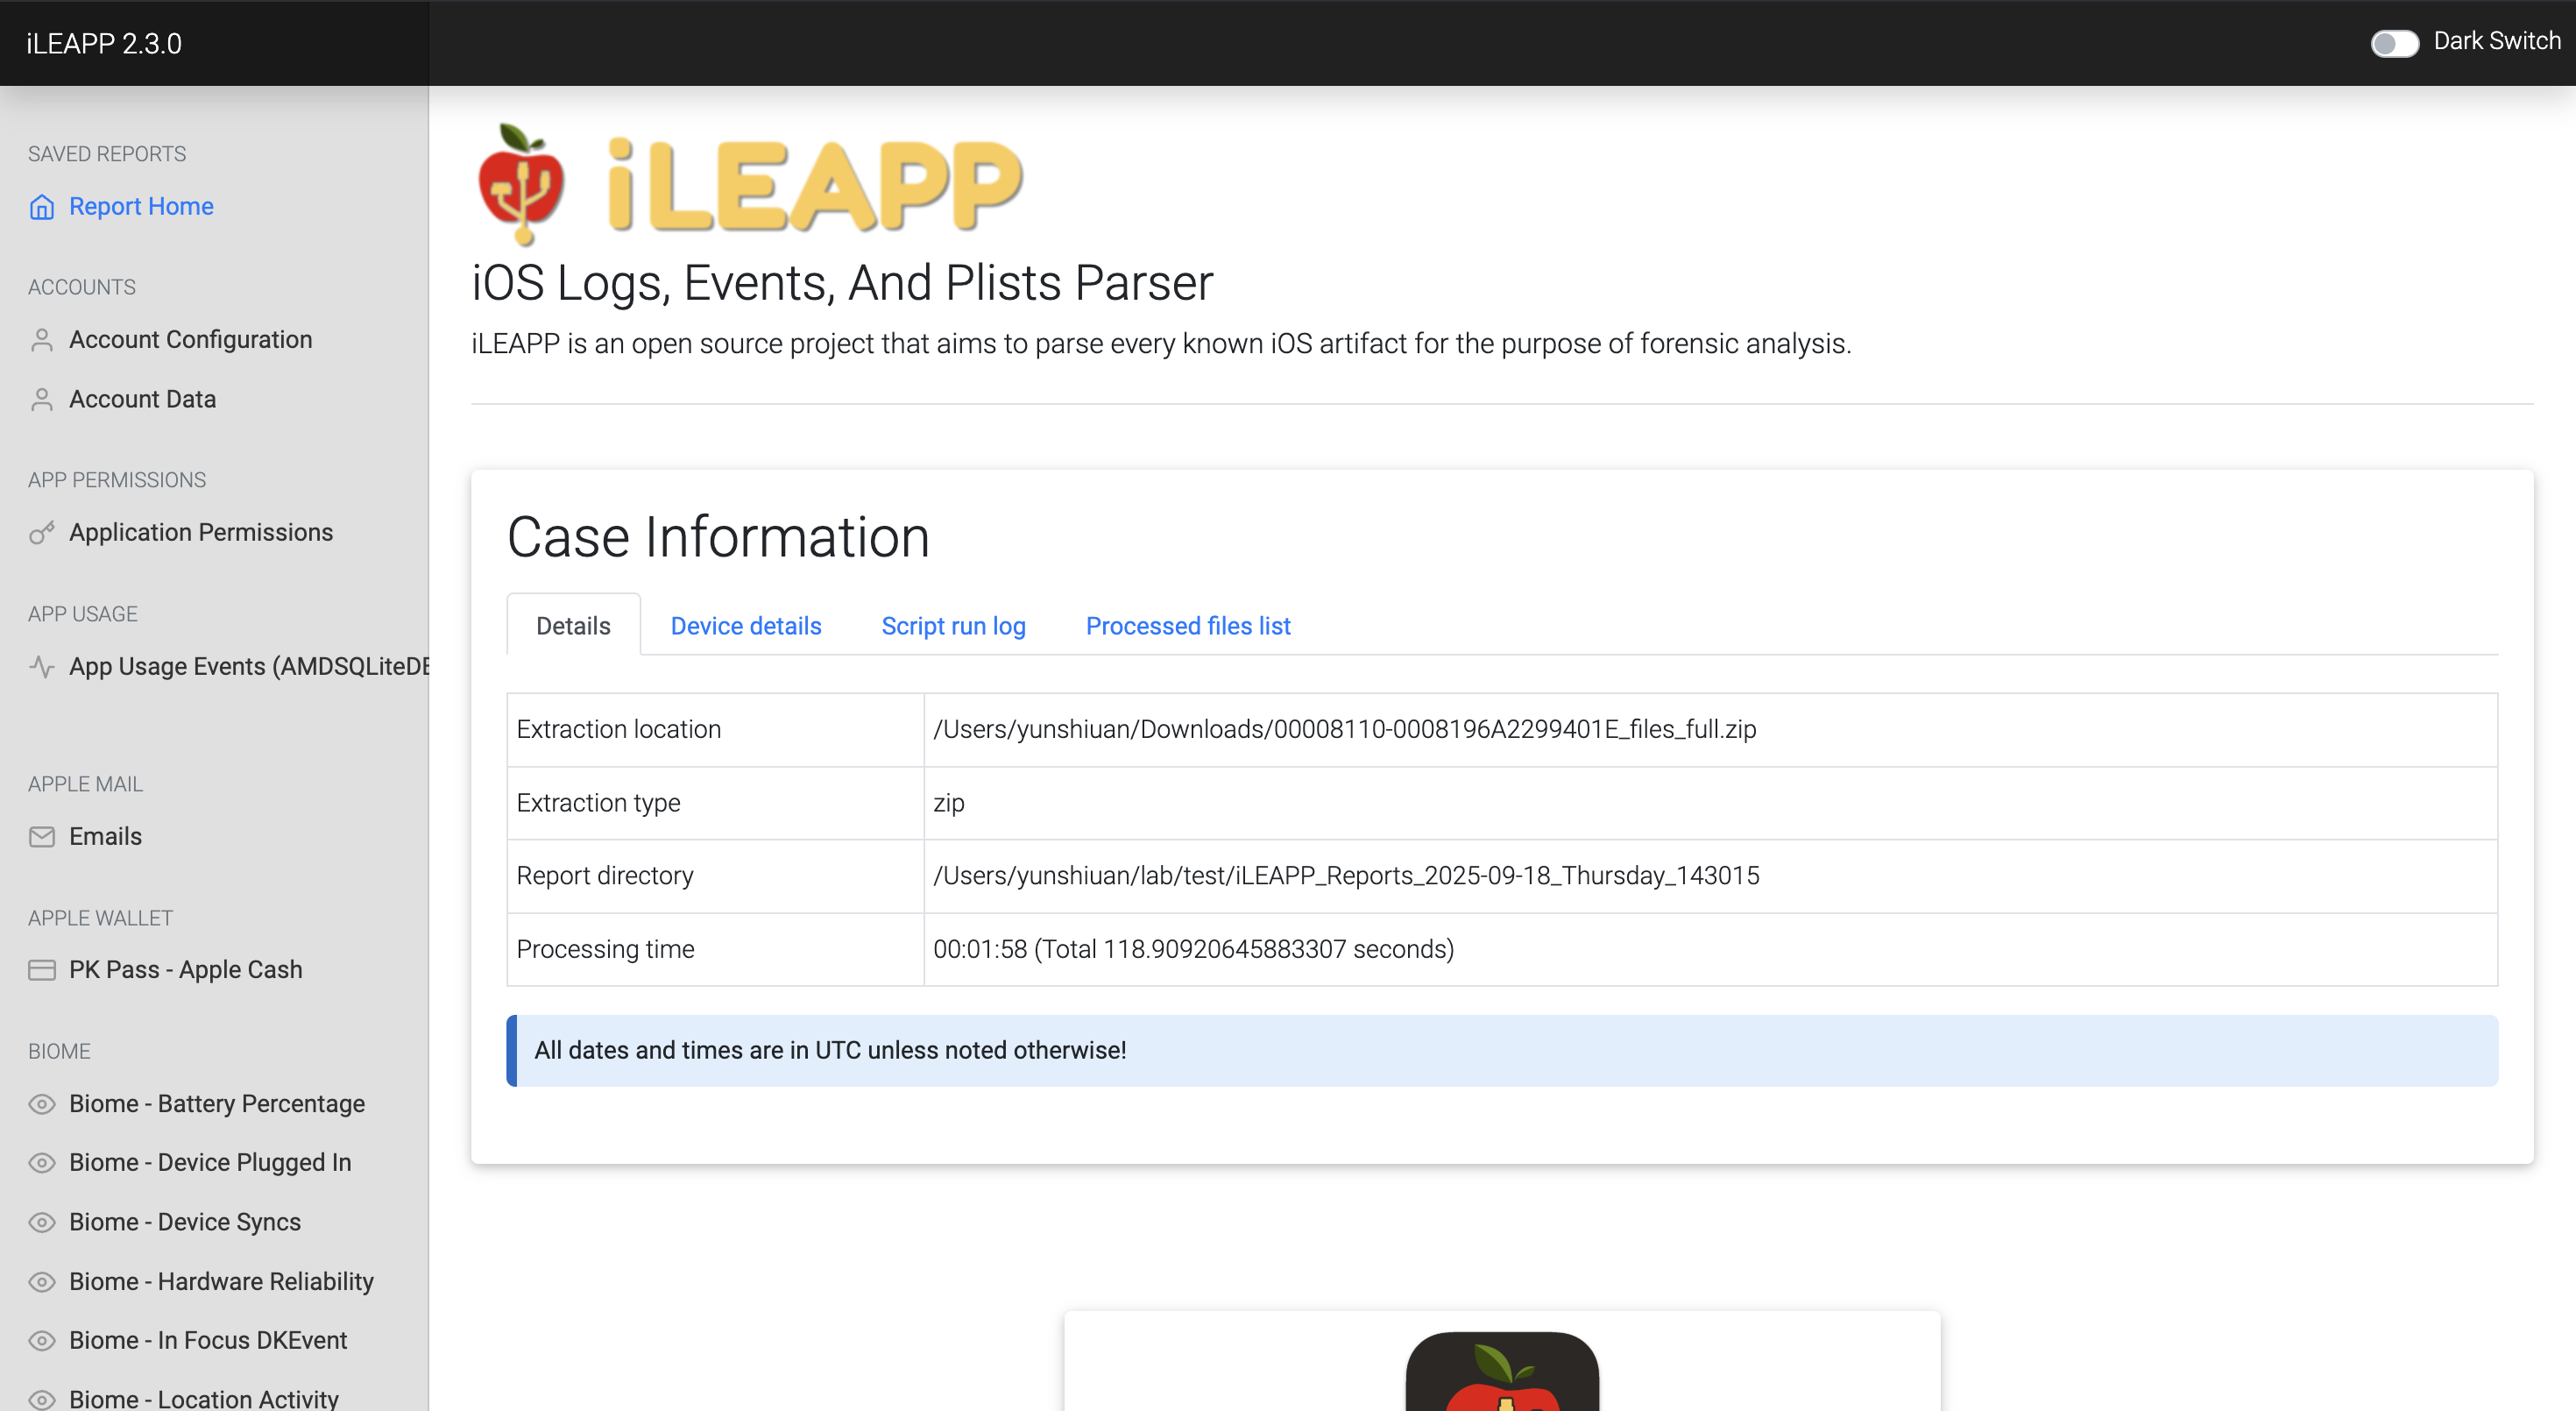 iLEAPP 2.3.0
Dark Switch
SAVED REPORTS
Report Home
ACCOUNTS
Account Configuration
Account Data
APP PERMISSIONS
Application Permissions
APP USAGE
App Usage Events (AMDSQLiteDB
APPLE MAIL
Emails
APPLE WALLET
PK Pass - Apple Cash
BIOME
Biome - Battery Percentage
Biome - Device Plugged In
Biome - Device Syncs
Biome - Hardware Reliability
Biome - In Focus DKEvent
Biome - Location Activity
iLEAPP
iOS Logs, Events, And Plists Parser
iLEAPP is an open source project that aims to parse every known iOS artifact for the purpose of forensic analysis.
Case Information
Details Device details Script run log Processed files list
Extraction location /Users/yunshiuan/Downloads/00008110-0008196A2299401E_files_full.zip
Extraction type zip
Report directory /Users/yunshiuan/lab/test/iLEAPP_Reports_2025-09-18_Thursday_143015
Processing time 00:01:58 (Total 118.90920645883307 seconds)
All dates and times are in UTC unless noted otherwise!